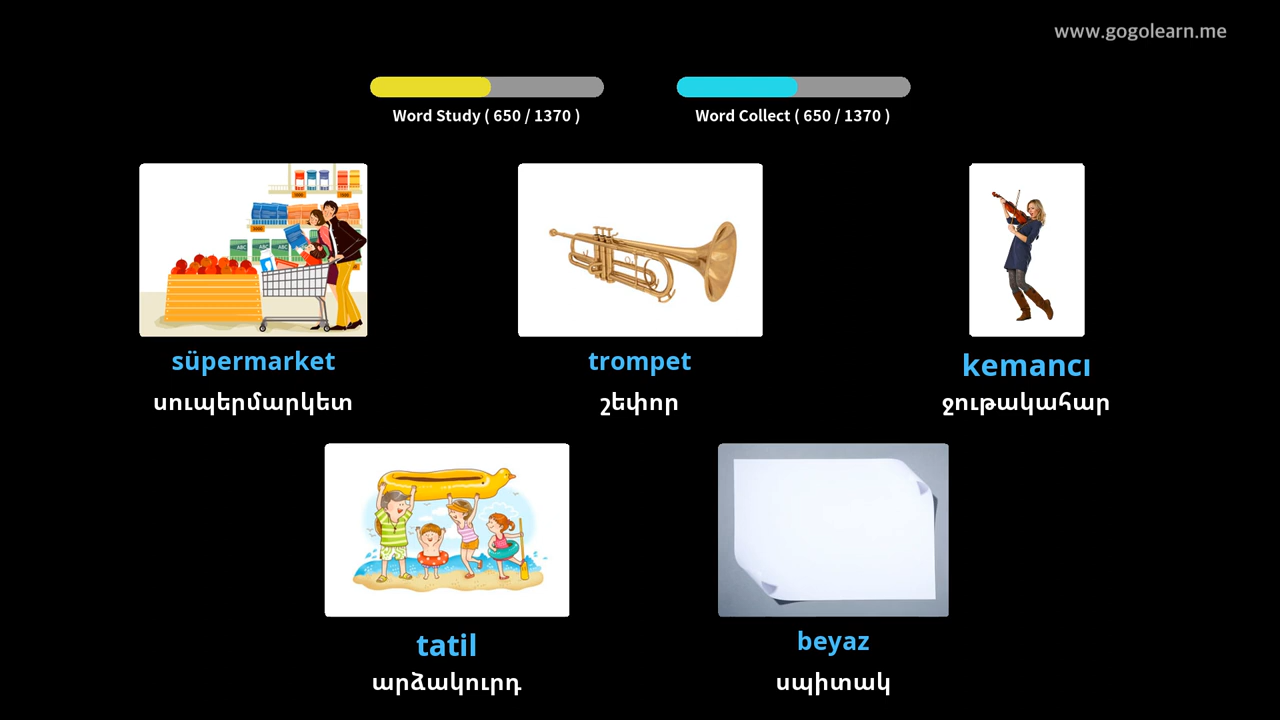 www.gogolearn.me
Word Study ( 650 / 1370 )
Word Collect ( 650 / 1370 )
süpermarket
սուպերմարկետ
trompet
շեփոր
kemancı
ջութակահար
tatil
արձակուրդ
beyaz
սպիտակ